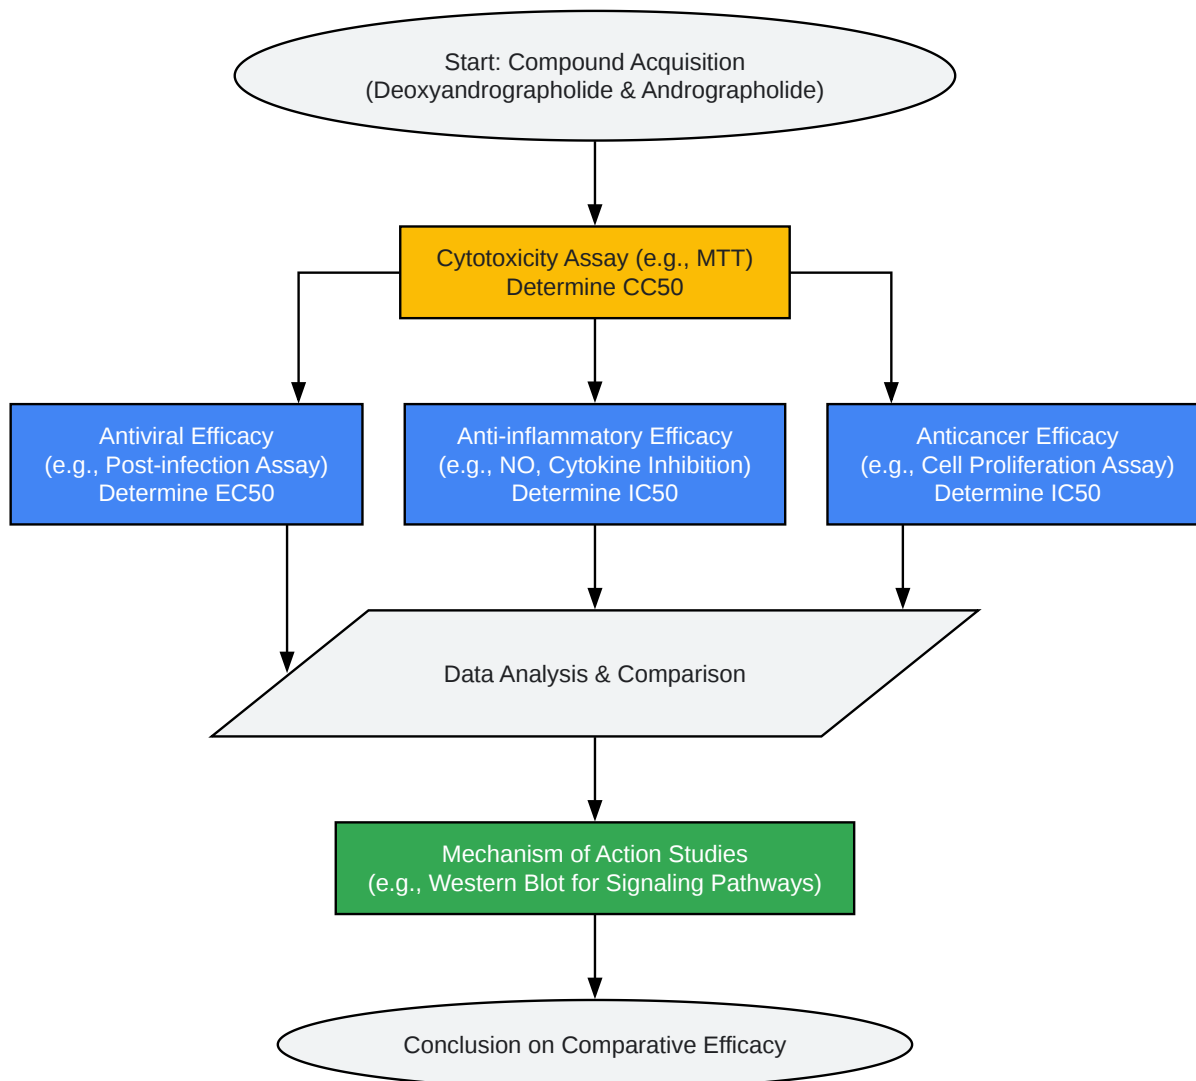 Start: Compound Acquisition
(Deoxyandrographolide & Andrographolide)
Cytotoxicity Assay (e.g., MTT)
Determine CC50
Antiviral Efficacy
(e.g., Post-infection Assay)
Determine EC50
Anti-inflammatory Efficacy
(e.g., NO, Cytokine Inhibition)
Determine IC50
Anticancer Efficacy
(e.g., Cell Proliferation Assay)
Determine IC50
Data Analysis & Comparison
Mechanism of Action Studies
(e.g., Western Blot for Signaling Pathways)
Conclusion on Comparative Efficacy